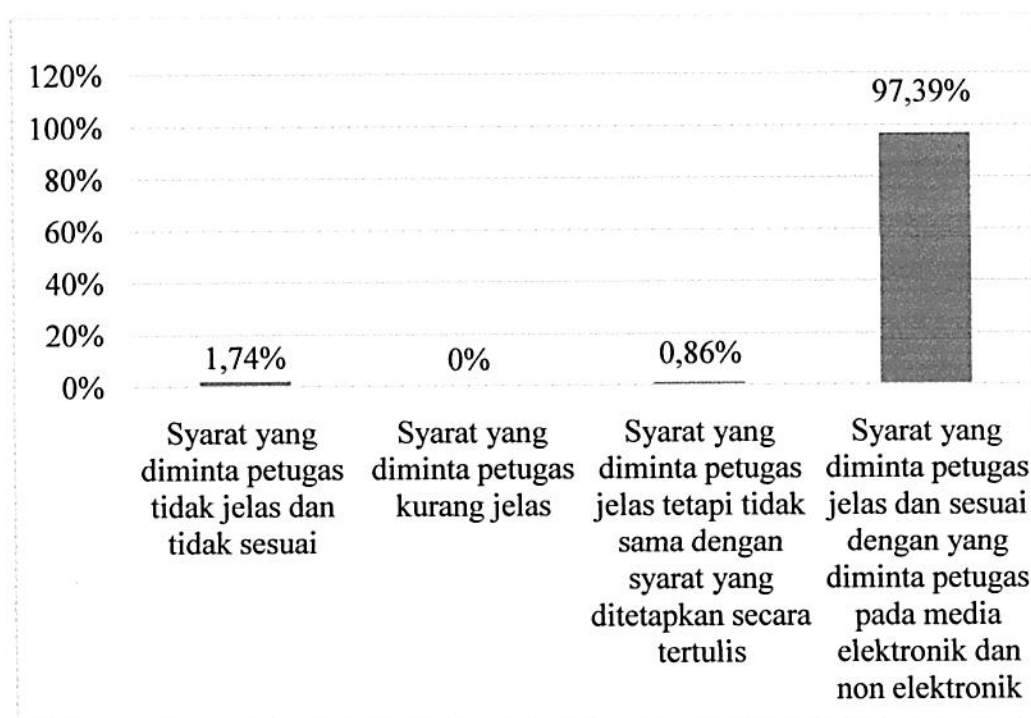 120%
100%
80%
60%
40%
20%
0%
1,74%
0%
0,86%
97,39%
Syarat yang
diminta petugas
tidak jelas dan
tidak sesuai
Syarat yang
diminta petugas
kurang jelas
Syarat yang
diminta petugas
jelas tetapi tidak
sama dengan
syarat yang
ditetapkan secara
tertulis
Syarat yang
diminta petugas
jelas dan sesuai
dengan yang
diminta petugas
pada media
elektronik dan
non elektronik